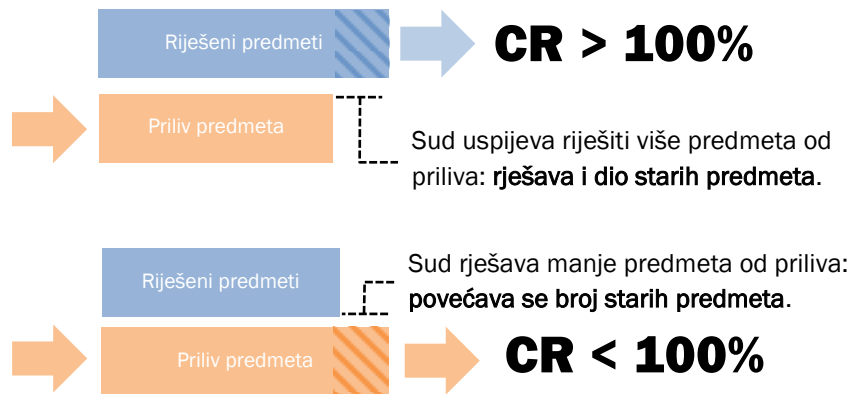 Riješeni predmeti
CR > 100%
Priliv predmeta
Sud uspijeva riješiti više predmeta od
priliva: rješava i dio starih predmeta.
Riješeni predmeti
Sud rješava manje predmeta od priliva:
povećava se broj starih predmeta.
Priliv predmeta
CR < 100%